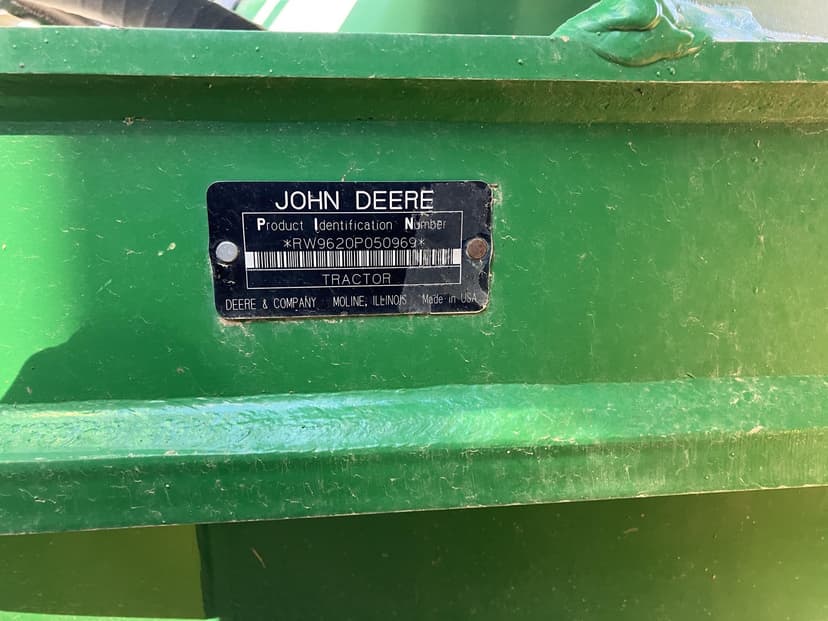 JOHN DEERE
Product Identification Number
*RW9620P050969*
TRACTOR
DEERE & COMPANY MOLINE, ILLINOIS Made in USA